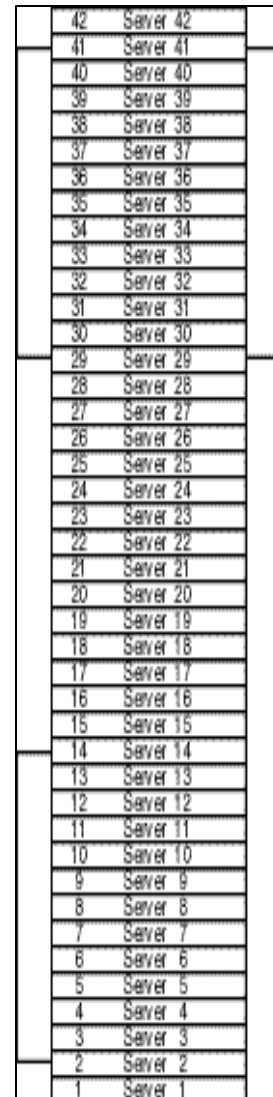 42 Server 42
41 Server 41
40 Server 40
39 Server 39
38 Server 38
37 Server 37
36 Server 36
35 Server 35
34 Server 34
33 Server 33
32 Server 32
31 Server 31
30 Server 30
29 Server 29
28 Server 28
27 Server 27
26 Server 26
25 Server 25
24 Server 24
23 Server 23
22 Server 22
21 Server 21
20 Server 20
19 Server 19
18 Server 18
17 Server 17
16 Server 16
15 Server 15
14 Server 14
13 Server 13
12 Server 12
11 Server 11
10 Server 10
9 Server 9
8 Server 8
7 Server 7
6 Server 6
5 Server 5
4 Server 4
3 Server 3
2 Server 2
1 Server 1